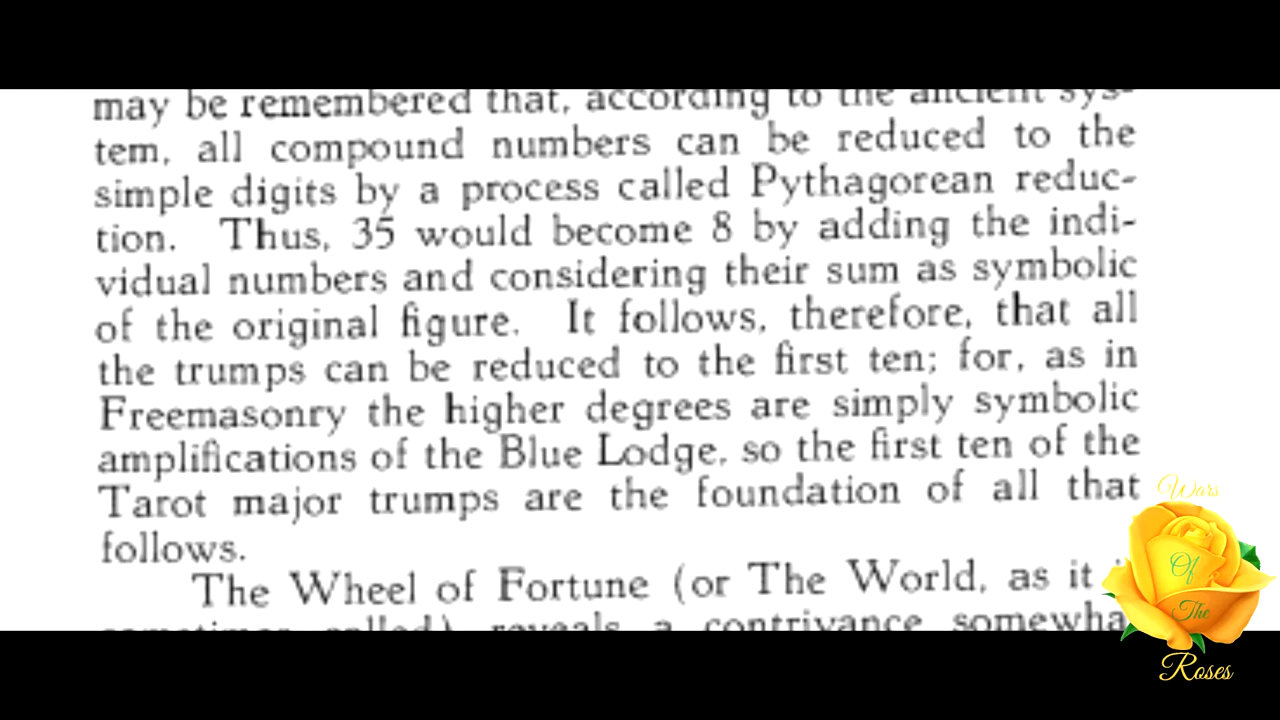 may be remembered that, according to the ancient sys-
tem, all compound numbers can be reduced to the
simple digits by a process called Pythagorean reduc-
tion. Thus, 35 would become 8 by adding the indi-
vidual numbers and considering their sum as symbolic
of the original figure. It follows, therefore, that all
the trumps can be reduced to the first ten; for, as in
Freemasonry the higher degrees are simply symbolic
amplifications of the Blue Lodge, so the first ten of the
Tarot major trumps are the foundation of all that
follows.
The Wheel of Fortune (or The World, as it
sometimes called) reveals a contrivance
Wars
Of
The
Roses